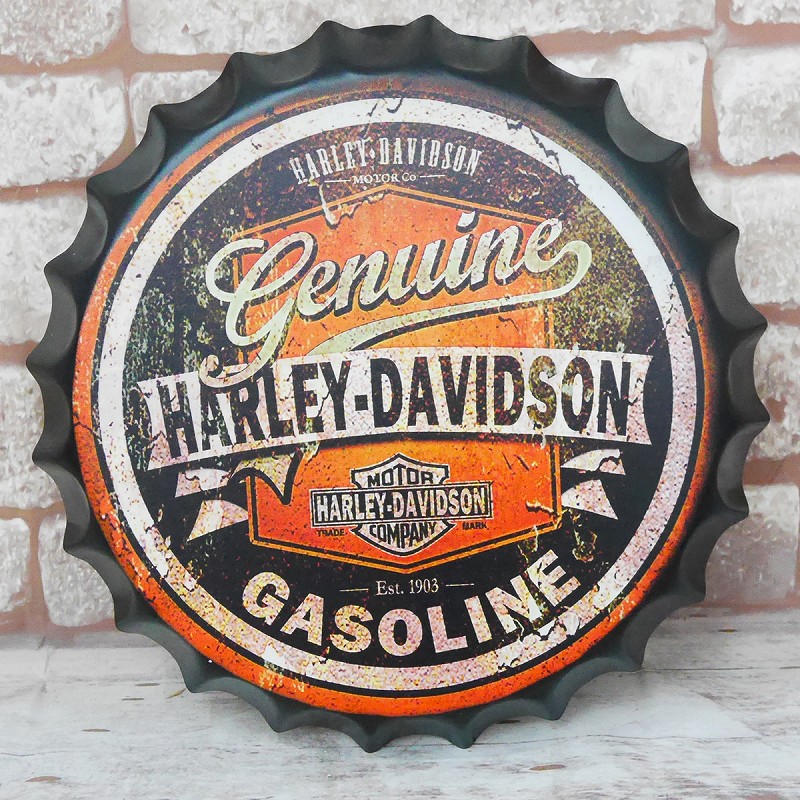 HARLEY-DAVIDSON
MOTOR Co
Genuine
HARLEY-DAVIDSON
MOTOR
HARLEY-DAVIDSON
TRADE COMPANY MARK
Est. 1903
GASOLINE